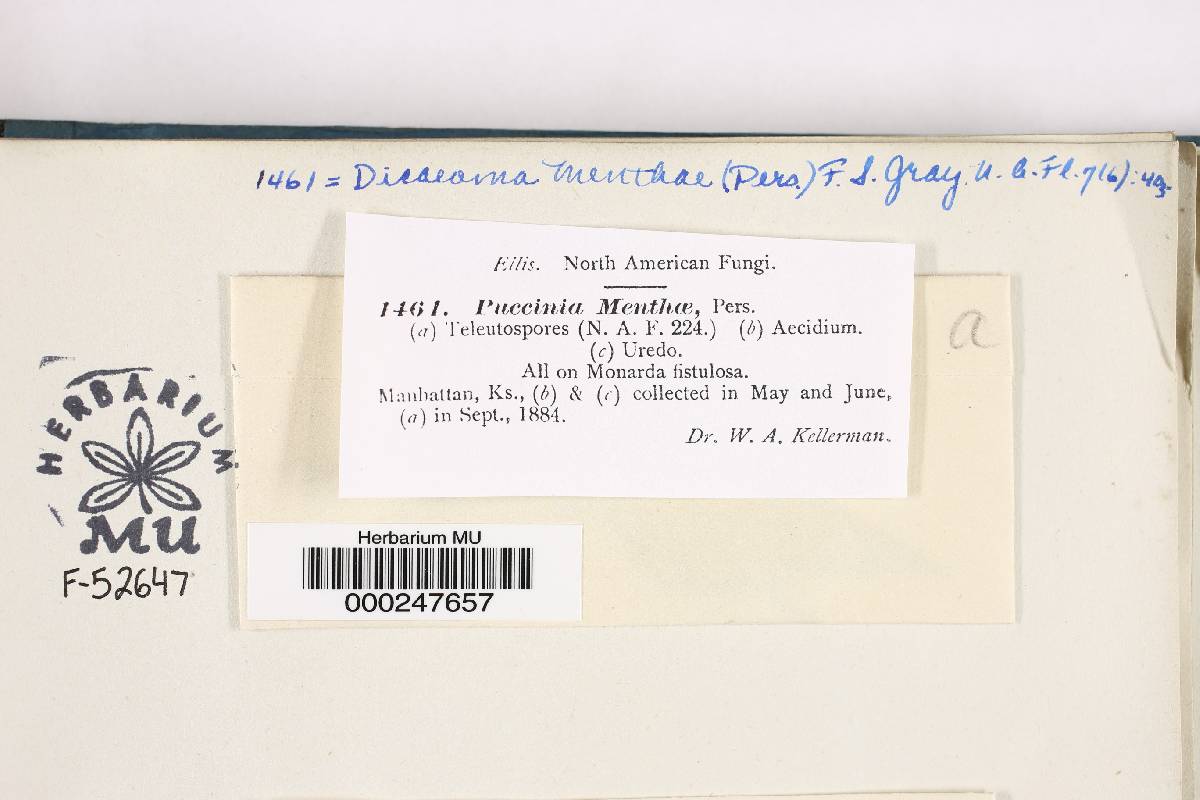 1461 = Dicaeoma Menthae (Pers.) F. S. Gray. N. A. Fl. 7(6): 403
Ellis. North American Fungi.
1461. Puccinia Menthæ, Pers.
(a) Teleutospores (N. A. F. 224.) (b) Aecidium.
(c) Uredo.
All on Monarda fistulosa.
Manhattan, Ks., (b) & (c) collected in May and June,
(a) in Sept., 1884.
Dr. W. A. Kellerman.
a
HERBARIUM
MU
F-52647
Herbarium MU
000247657